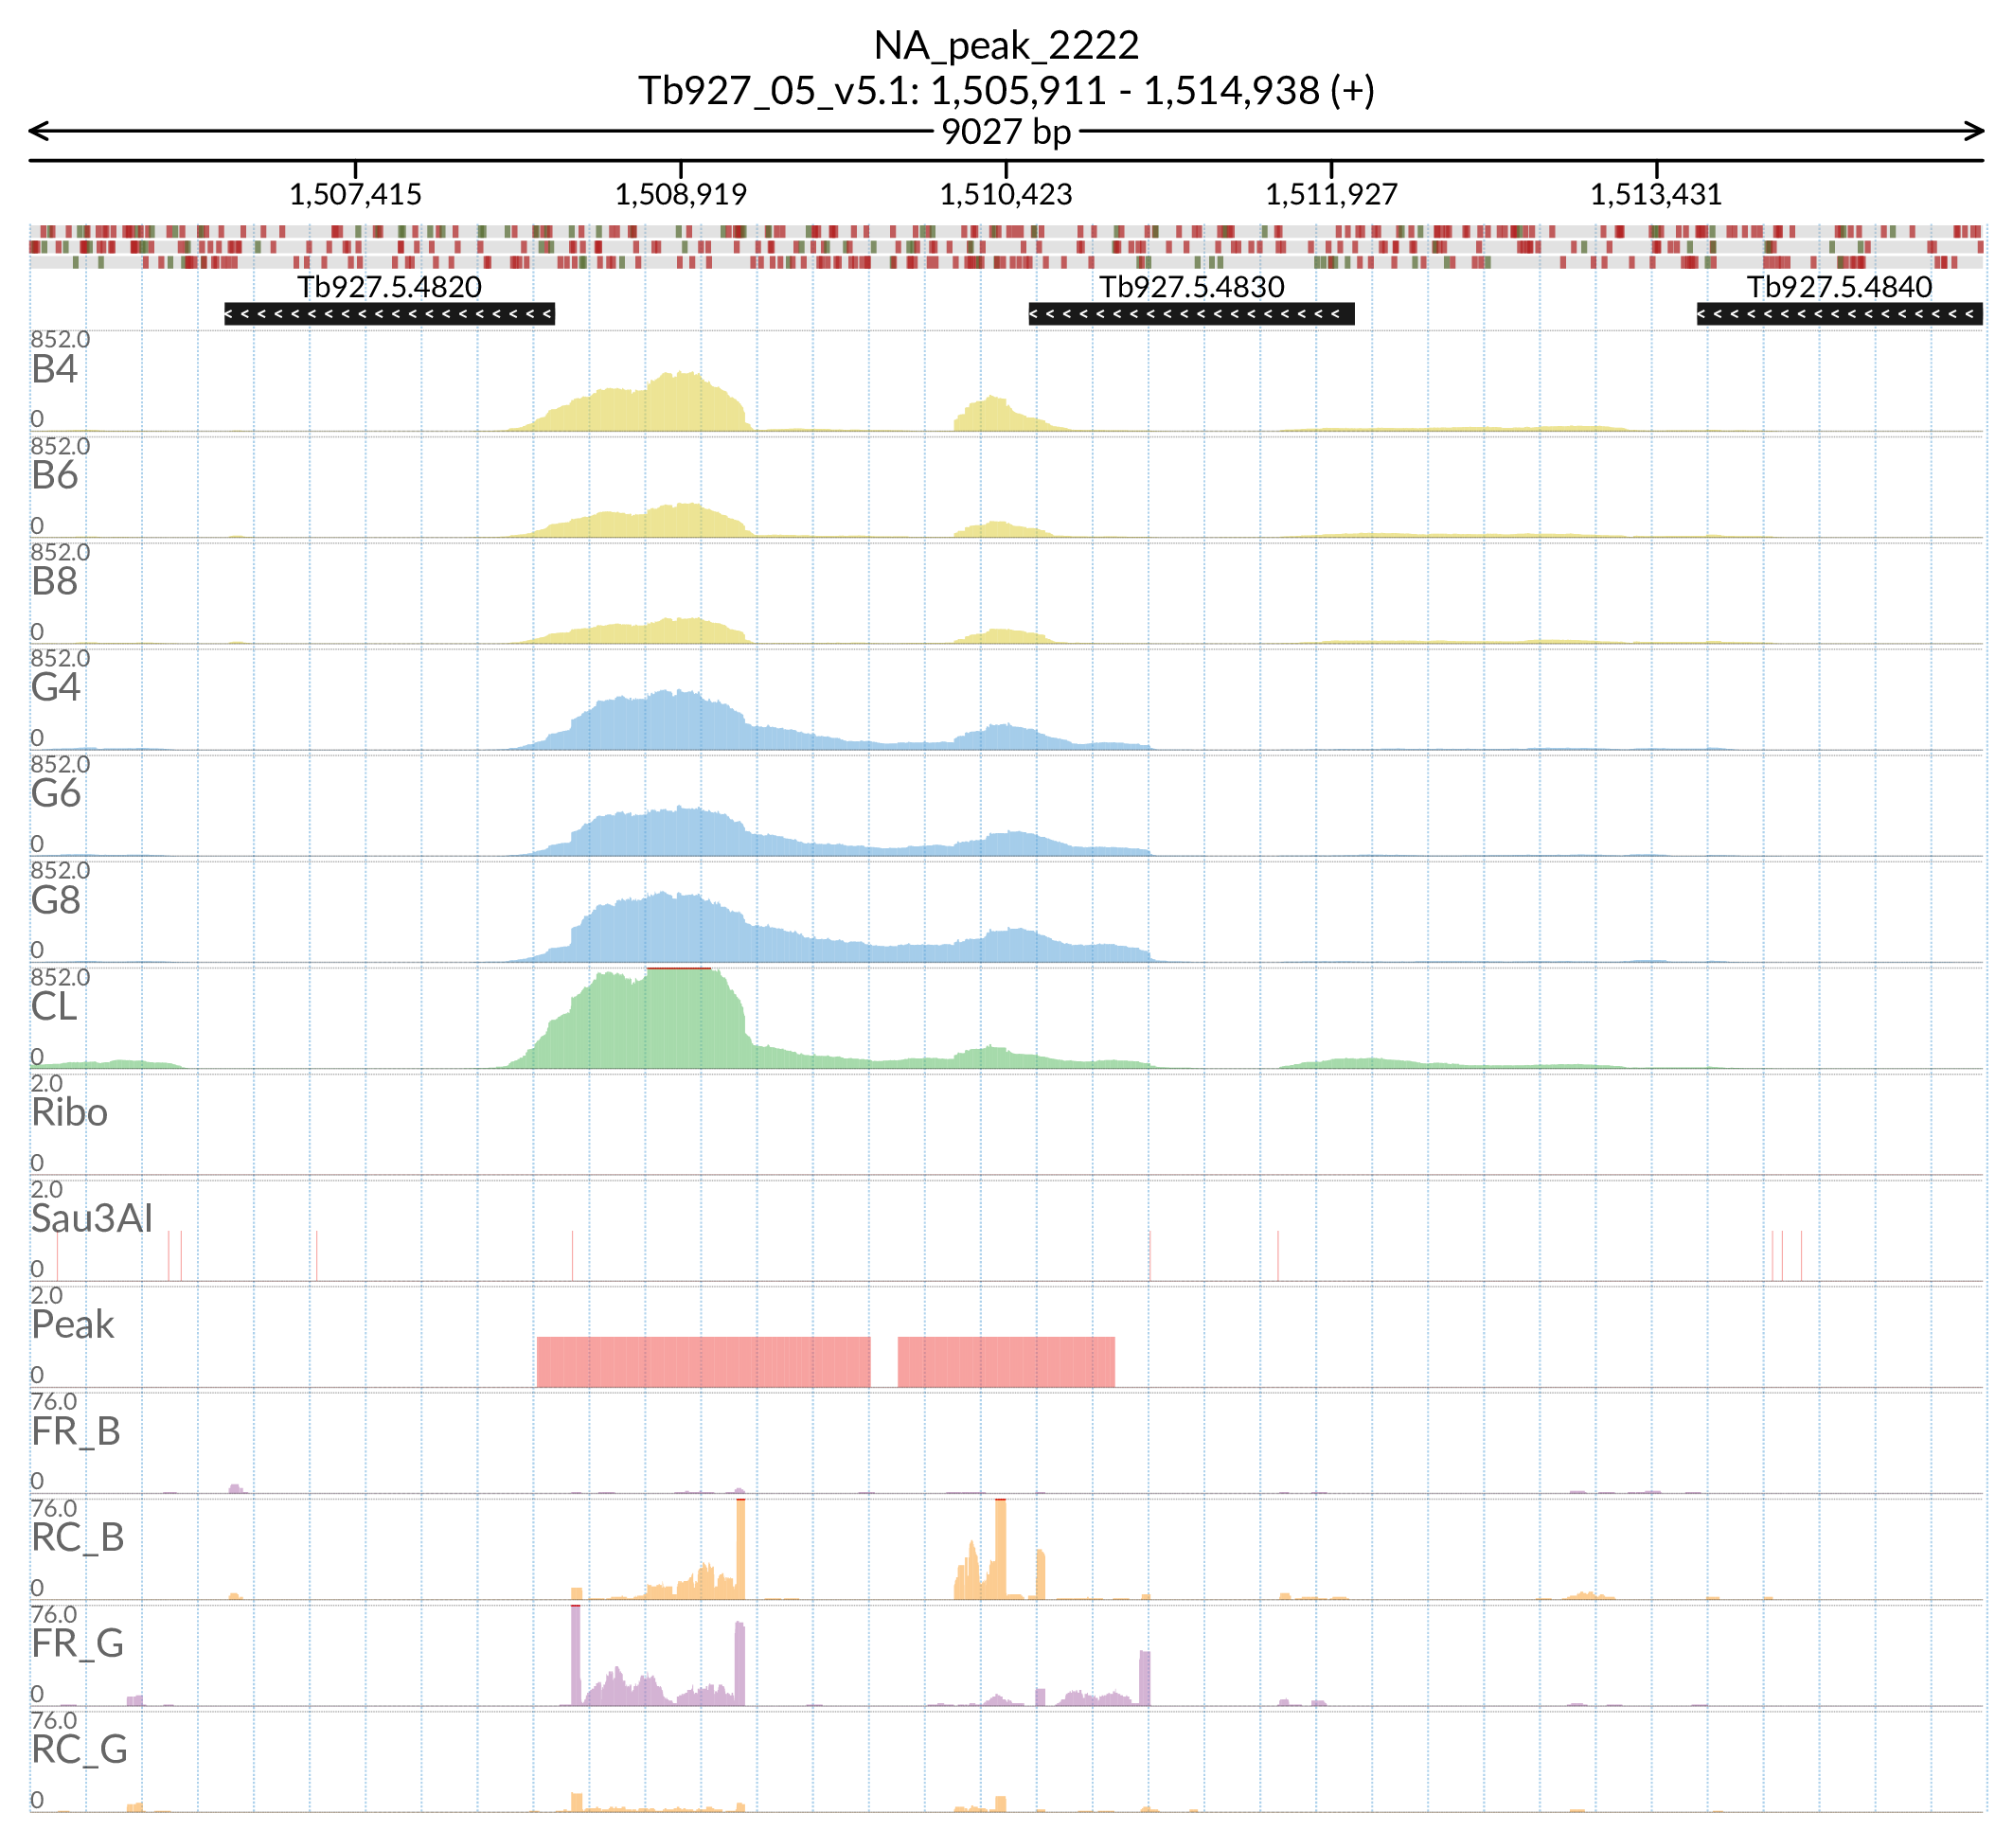 NA_peak_2222
Tb927_05_v5.1: 1,505,911 - 1,514,938 (+)
9027 bp
1,507,415 1,508,919 1,510,423 1,511,927 1,513,431
Tb927.5.4820 Tb927.5.4830 Tb927.5.4840
852.0
B4
0
852.0
B6
0
852.0
B8
0
852.0
G4
0
852.0
G6
0
852.0
G8
0
852.0
CL
0
2.0
Ribo
0
2.0
Sau3AI
0
2.0
Peak
0
76.0
FR_B
0
76.0
RC_B
0
76.0
FR_G
0
76.0
RC_G
0